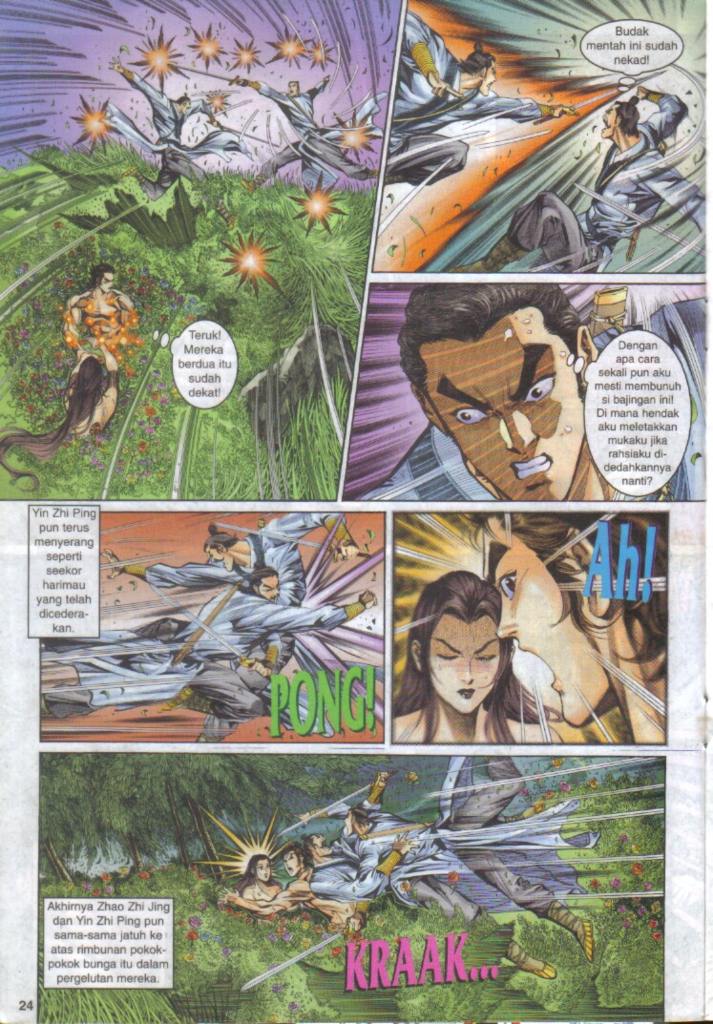 Teruk!
Mereka
berdua itu
sudah
dekat!
Budak
mentah ini sudah
nekad!
Dengan
apa cara
sekali pun aku
mesti membunuh
si bajingan ini!
Di mana hendak
aku meletakkan
mukaku jika
rahsiaku di-
dedahkannya
nanti?
Yin Zhi Ping
pun terus
menyerang
seperti
seekor
harimau
yang telah
dicedera-
kan.
PONG!
Ah!
Akhirnya Zhao Zhi Jing
dan Yin Zhi Ping pun
sama-sama jatuh ke
atas rimbunan pokok-
pokok bunga itu dalam
pergelutan mereka.
KRAAK...
24